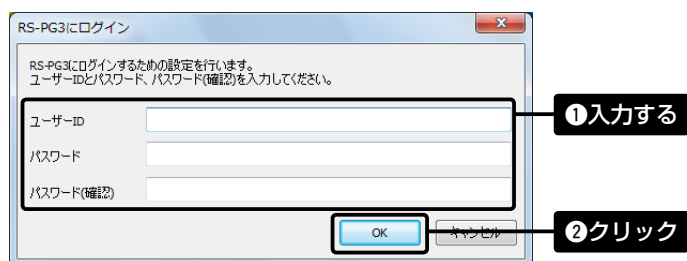 RS-PG3にログイン
RS-PG3にログインするための設定を行います。
ユーザーIDとパスワード、パスワード(確認)を入力してください。
ユーザーID
❶入力する
パスワード
パスワード(確認)
OK
キャンセル
❷クリック